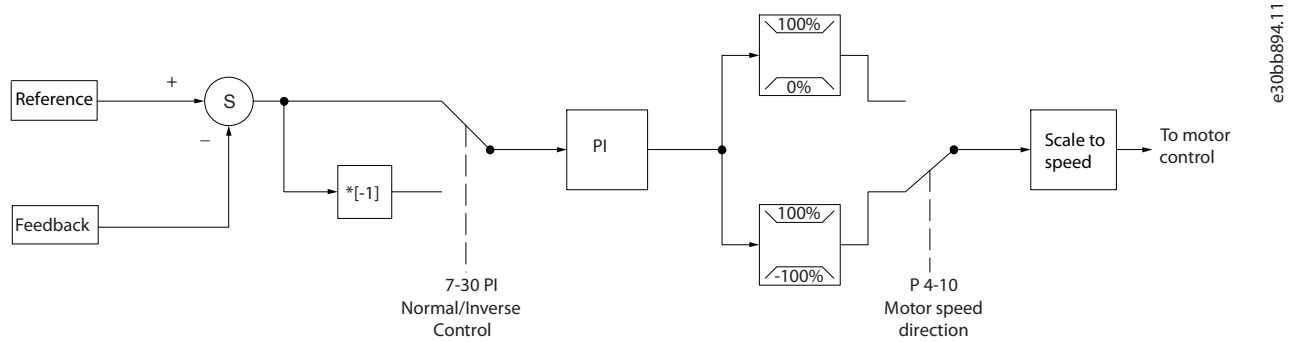 e30bb894.11
100%
0%
Reference
+
S
−
*[-1]
Feedback
PI
100%
-100%
Scale to
speed
To motor
control
7-30 PI
Normal/Inverse
Control
P 4-10
Motor speed
direction